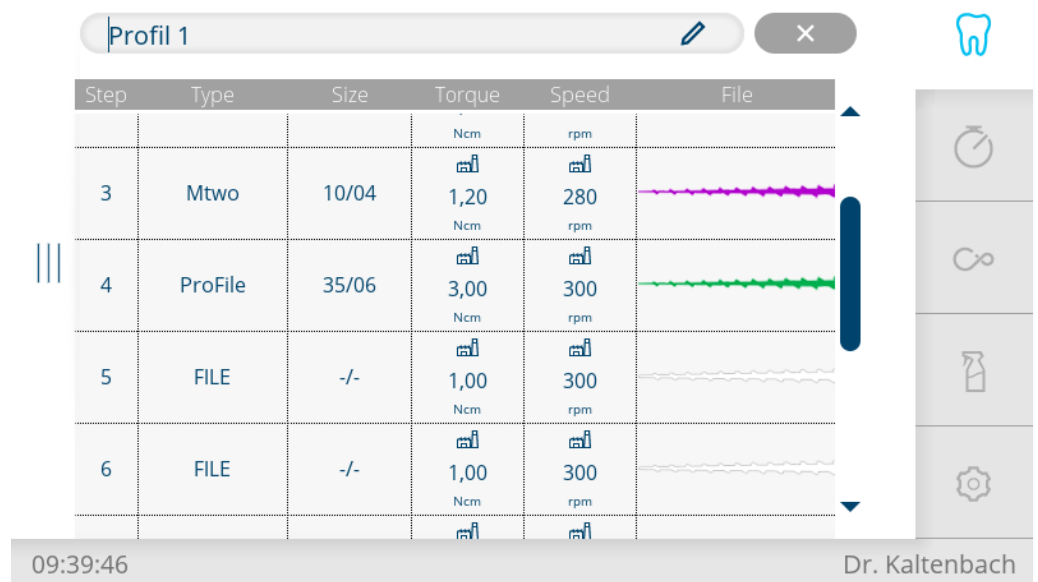 Profil 1
Step Type Size Torque Speed File
Ncm rpm
3 Mtwo 10/04 1,20 280
Ncm rpm
4 ProFile 35/06 3,00 300
Ncm rpm
5 FILE -/- 1,00 300
Ncm rpm
6 FILE -/- 1,00 300
Ncm rpm
09:39:46 Dr. Kaltenbach